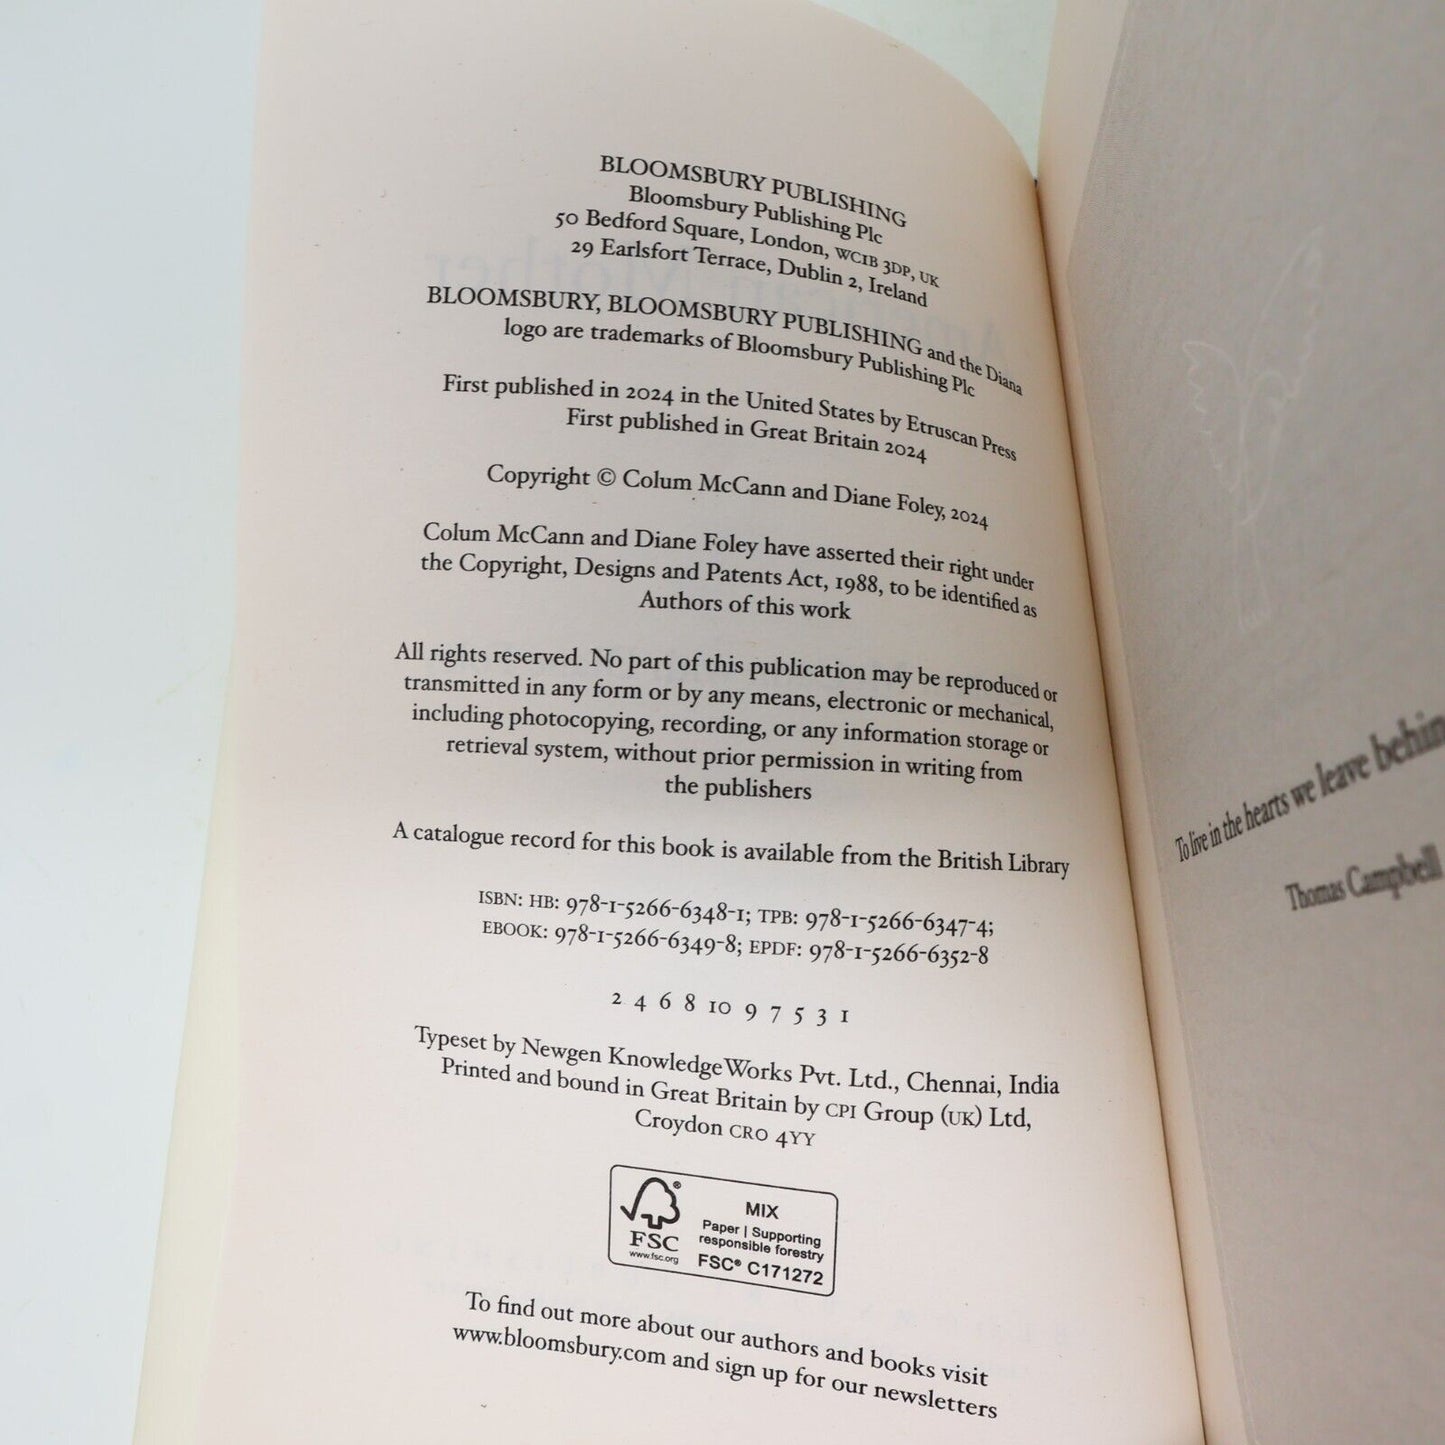 BLOOMSBURY PUBLISHING
Bloomsbury Publishing Plc
50 Bedford Square, London, WC1B 3DP, UK
29 Earlsfort Terrace, Dublin 2, Ireland
BLOOMSBURY, BLOOMSBURY PUBLISHING and the Diana
logo are trademarks of Bloomsbury Publishing Plc
First published in 2024 in the United States by Etruscan Press
First published in Great Britain 2024
Copyright © Colum McCann and Diane Foley, 2024
Colum McCann and Diane Foley have asserted their right under
the Copyright, Designs and Patents Act, 1988, to be identified as
Authors of this work
All rights reserved. No part of this publication may be reproduced or
transmitted in any form or by any means, electronic or mechanical,
including photocopying, recording, or any information storage or
retrieval system, without prior permission in writing from
the publishers
A catalogue record for this book is available from the British Library
ISBN: HB: 978-1-5266-6348-1; TPB: 978-1-5266-6347-4;
EBOOK: 978-1-5266-6349-8; EPDF: 978-1-5266-6352-8
2 4 6 8 10 9 7 5 3 1
Typeset by Newgen KnowledgeWorks Pvt. Ltd., Chennai, India
Printed and bound in Great Britain by CPI Group (UK) Ltd,
Croydon CR0 4YY
FSC®
www.fsc.org
MIX
Paper | Supporting
responsible forestry
FSC® C171272
To find out more about our authors and books visit
www.bloomsbury.com and sign up for our newsletters
To live in the hearts we leave behin
Thomas Campbell